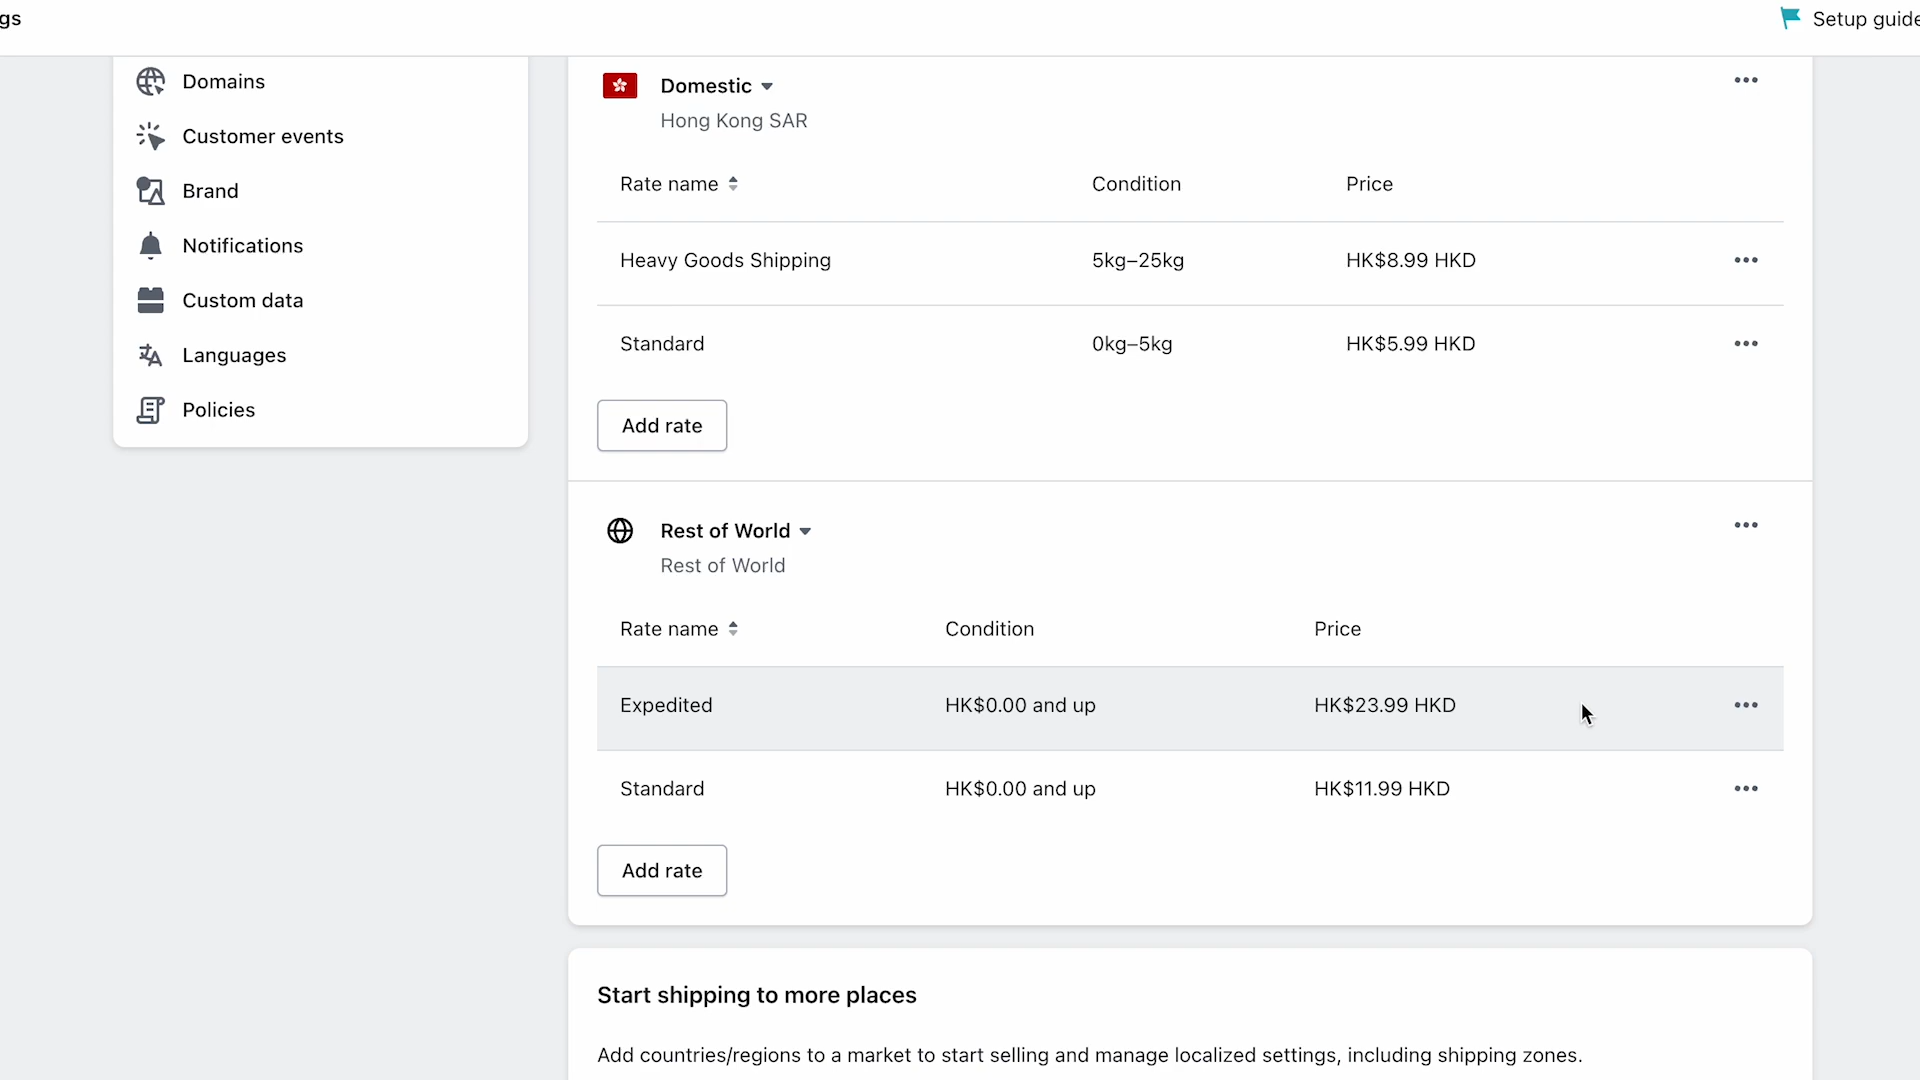 gs
Setup guide
Domains
Customer events
Brand
Notifications
Custom data
Languages
Policies
Domestic
Hong Kong SAR
Rate name Condition Price
Heavy Goods Shipping 5kg–25kg HK$8.99 HKD
Standard 0kg–5kg HK$5.99 HKD
Add rate
Rest of World
Rest of World
Rate name Condition Price
Expedited HK$0.00 and up HK$23.99 HKD
Standard HK$0.00 and up HK$11.99 HKD
Add rate
Start shipping to more places
Add countries/regions to a market to start selling and manage localized settings, including shipping zones.